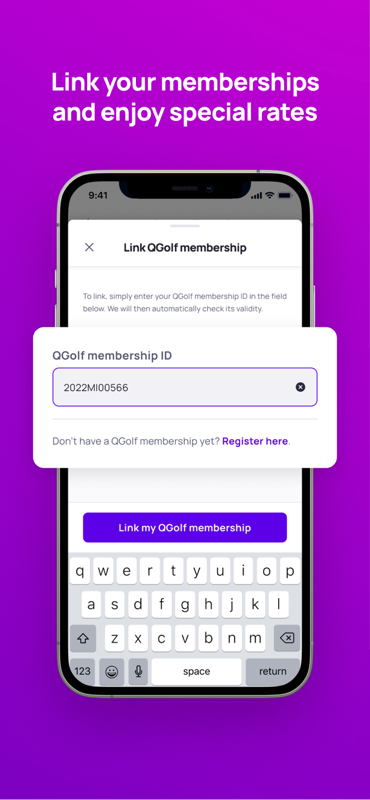 Link your memberships
and enjoy special rates
9:41
Link QGolf membership
To link, simply enter your QGolf membership ID in the field
below. We will then automatically check its validity.
QGolf membership ID
2022MI00566
Don't have a QGolf membership yet? Register here.
Link my QGolf membership
q w e r t y u i o p
a s d f g h j k l
z x c v b n m
123 space return